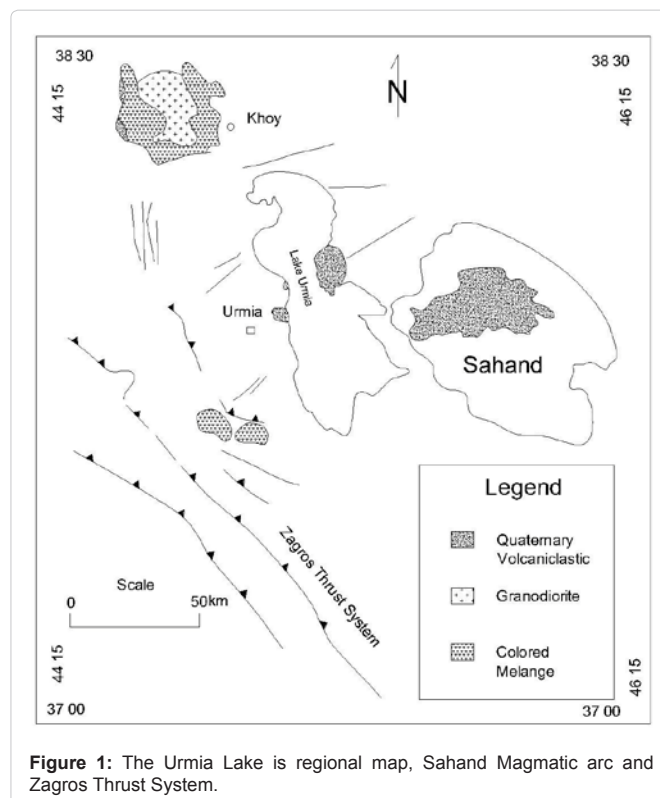 38 30
38 30
44 15
46 15
N
Khoy
Lake Urmia
Urmia
Sahand
Zagros Thrust System
Legend
Quaternary
Volcaniclastic
Granodiorite
Colored
Melange
Scale
0 50km
44 15
46 15
37 00
37 00
Figure 1: The Urmia Lake is regional map, Sahand Magmatic arc and
Zagros Thrust System.